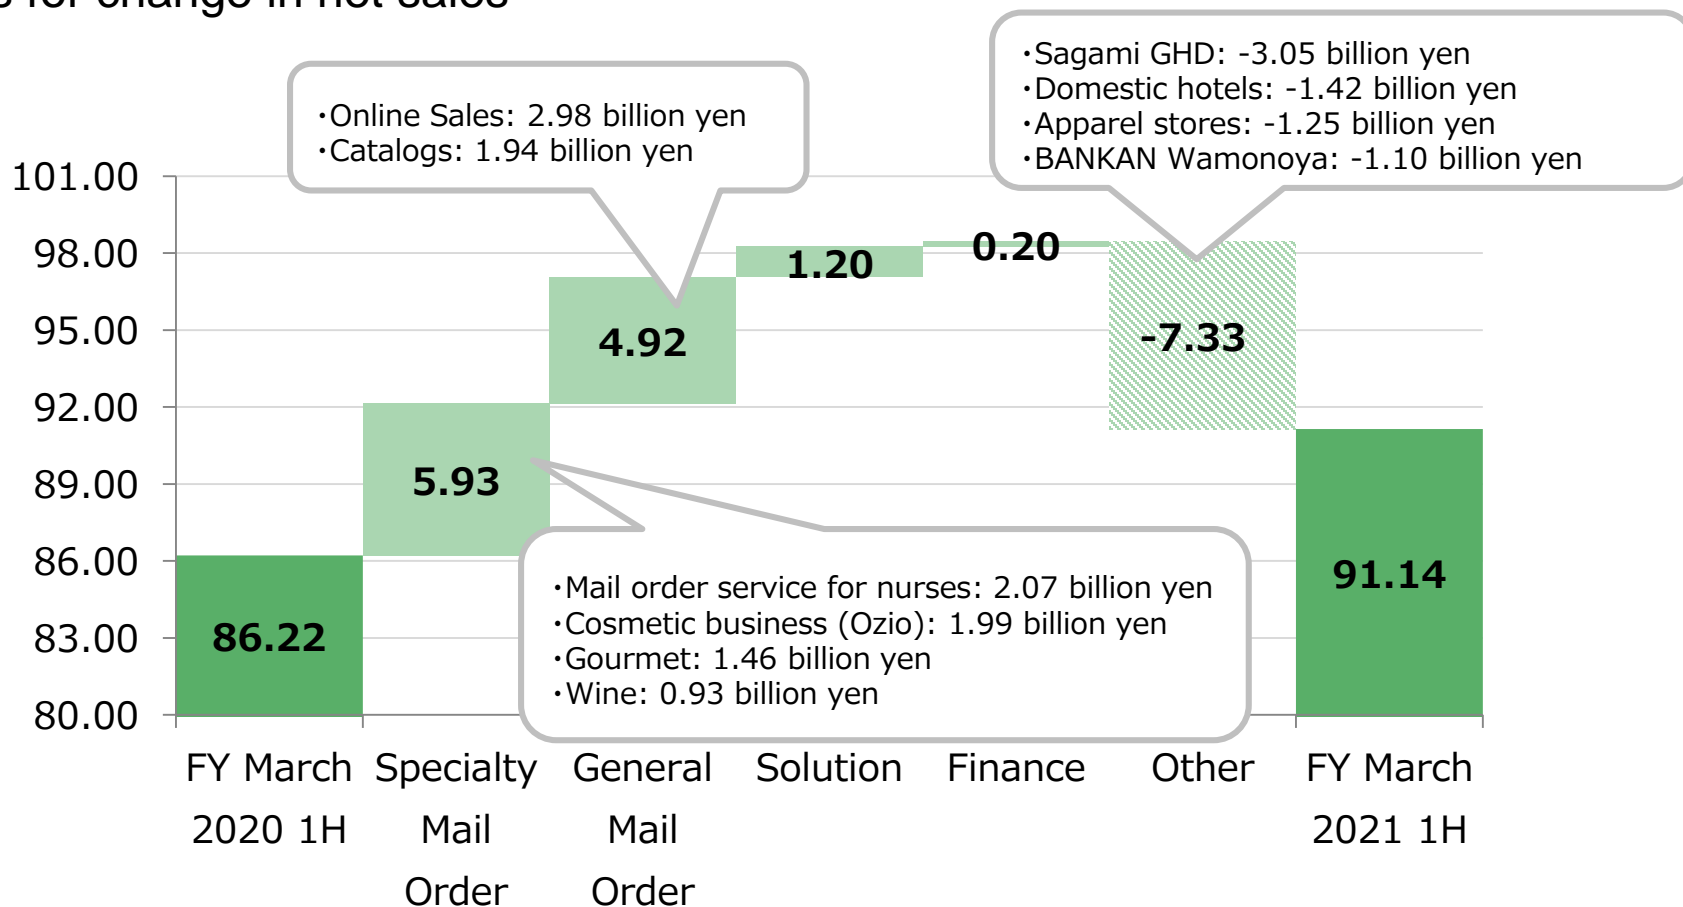 for change in net sales
・Online Sales: 2.98 billion yen
・Catalogs: 1.94 billion yen
・Sagami GHD: -3.05 billion yen
・Domestic hotels: -1.42 billion yen
・Apparel stores: -1.25 billion yen
・BANKAN Wamonoya: -1.10 billion yen
101.00
98.00
95.00
92.00
89.00
86.00
83.00
80.00
86.22
5.93
4.92
1.20
0.20
-7.33
91.14
・Mail order service for nurses: 2.07 billion yen
・Cosmetic business (Ozio): 1.99 billion yen
・Gourmet: 1.46 billion yen
・Wine: 0.93 billion yen
FY March
2020 1H
Specialty
Mail
Order
General
Mail
Order
Solution
Finance
Other
FY March
2021 1H